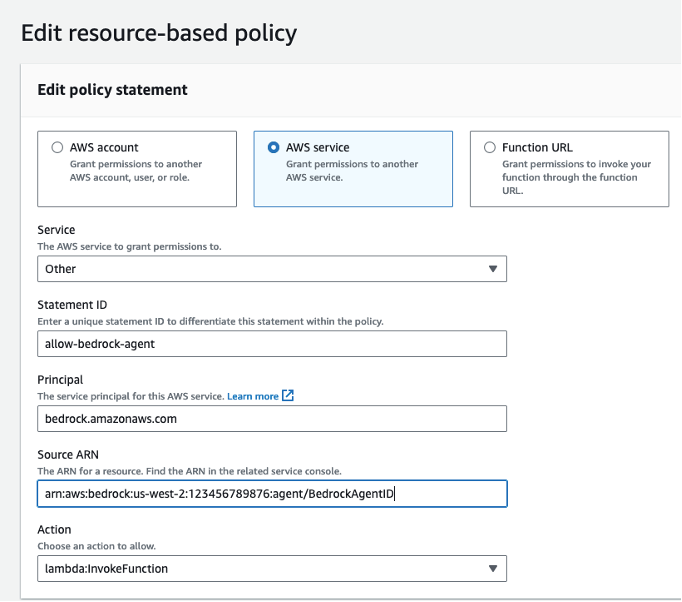 Edit resource-based policy
Edit policy statement
AWS account
Grant permissions to another
AWS account, user, or role.
AWS service
Grant permissions to another
AWS service.
Function URL
Grant permissions to invoke your
function through the function
URL.
Service
The AWS service to grant permissions to.
Other
Statement ID
Enter a unique statement ID to differentiate this statement within the policy.
allow-bedrock-agent
Principal
The service principal for this AWS service. Learn more
bedrock.amazonaws.com
Source ARN
The ARN for a resource. Find the ARN in the related service console.
arn:aws:bedrock:us-west-2:123456789876:agent/BedrockAgentID
Action
Choose an action to allow.
lambda:InvokeFunction